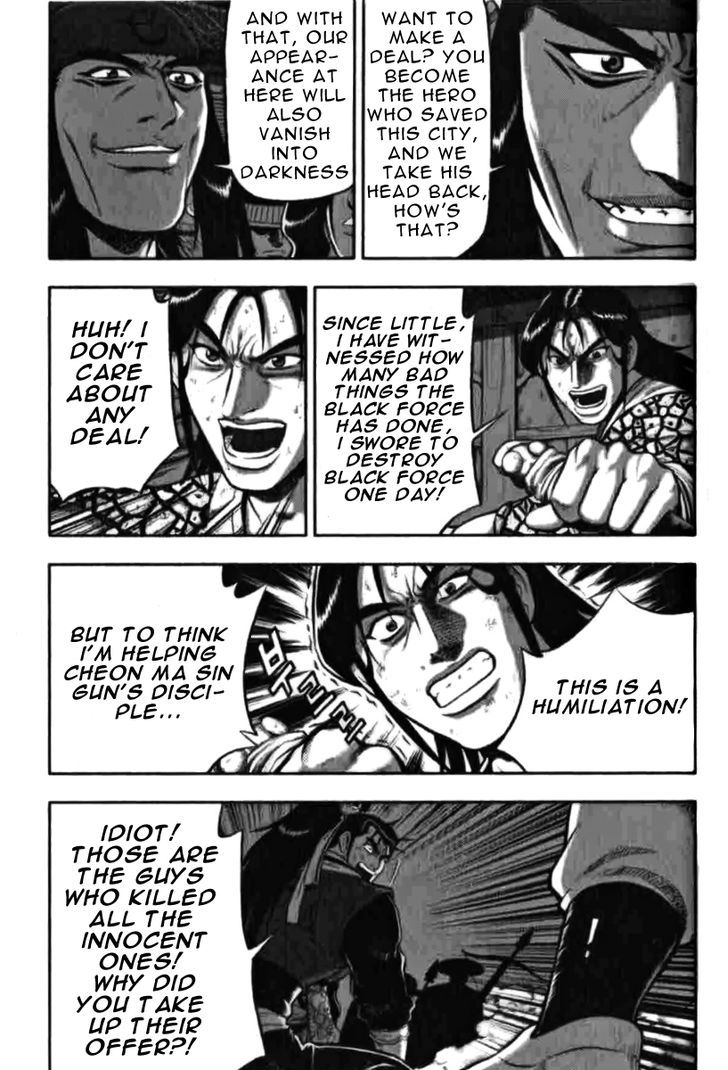 WANT TO
MAKE A
DEAL? YOU
BECOME
THE HERO
WHO SAVED
THIS CITY,
AND WE
TAKE HIS
HEAD BACK,
HOW'S
THAT?
AND WITH
THAT, OUR
APPEAR-
ANCE AT
HERE WILL
ALSO
VANISH
INTO
DARKNESS
SINCE LITTLE,
I HAVE WIT-
NESSED HOW
MANY BAD
THINGS THE
BLACK FORCE
HAS DONE,
I SWORE TO
DESTROY
BLACK FORCE
ONE DAY!
HUH! I
DON'T
CARE
ABOUT
ANY
DEAL!
THIS IS A
HUMILIATION!
BUT TO THINK
I'M HELPING
CHEON MA SIN
GUN'S DISCI-
PLE...
IDIOT!
THOSE ARE
THE GUYS
WHO KILLED
ALL THE
INNOCENT
ONES!
WHY DID
YOU TAKE
UP THEIR
OFFER?!